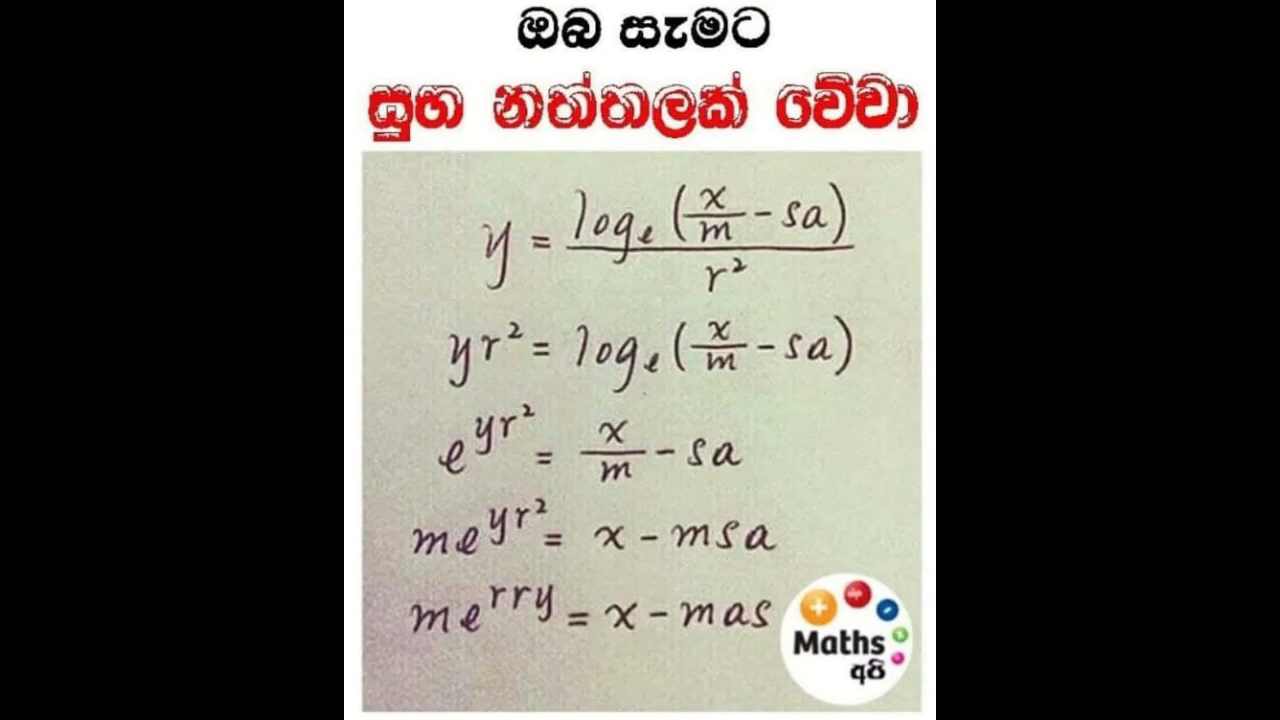 ඔබ සැමට
සුභ නත්තලක් වේවා
y = logₑ(x/m - sa) / r²
yr² = logₑ(x/m - sa)
e^yr² = x/m - sa
me^yr² = x - msa
me^rry = x - mas
Maths
අපි